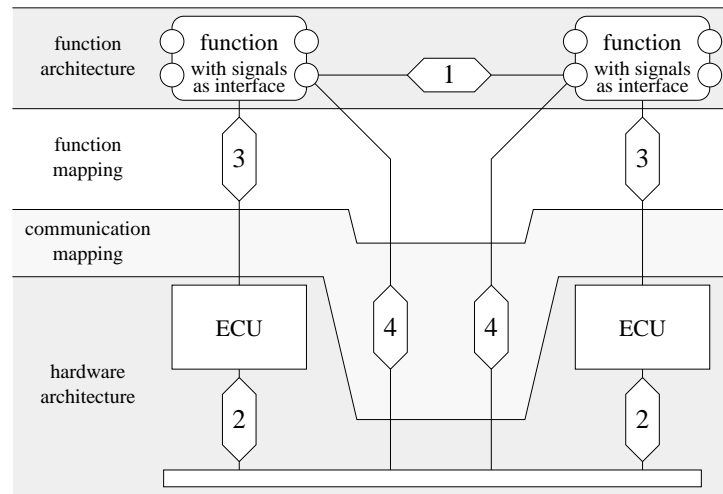 function
architecture
function
with signals
as interface
1
function
with signals
as interface
function
mapping
3
3
communication
mapping
ECU
4
4
ECU
hardware
architecture
2
2